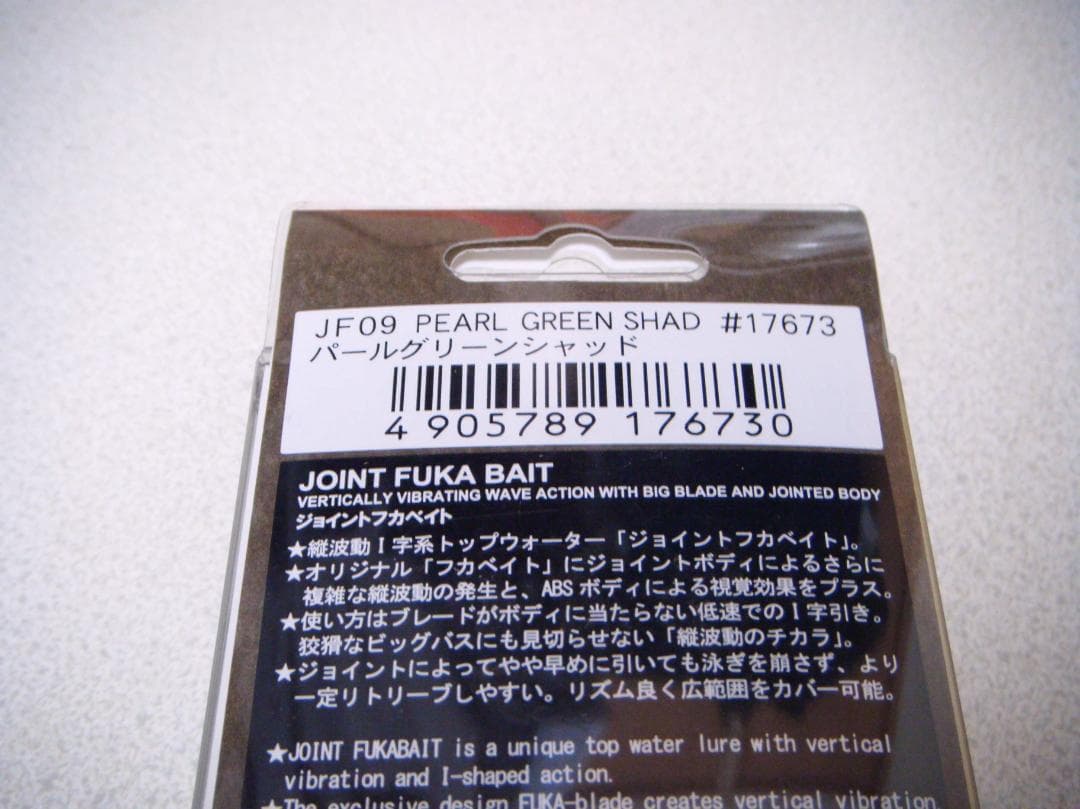 JF09 PEARL GREEN SHAD #17673
パールグリーンシャッド
4 905789 176730
JOINT FUKA BAIT
VERTICALLY VIBRATING WAVE ACTION WITH BIG BLADE AND JOINTED BODY
ジョイントフカベイト
★縦波動I字系トップウォーター「ジョイントフカベイト」。
★オリジナル「フカベイト」にジョイントボディによるさらに
複雑な縦波動の発生と、ABSボディによる視覚効果をプラス。
★使い方はブレードがボディに当たらない低速でのI字引き。
狡猾なビッグバスにも見切らせない「縦波動のチカラ」。
★ジョイントによってやや早めに引いても泳ぎを崩さず、より
一定リトリーブしやすい。リズム良く広範囲をカバー可能。
★JOINT FUKABAIT is a unique top water lure with vertical
vibration and I-shaped action.
★The exclusive design FUKA-blade creates vertical vibration